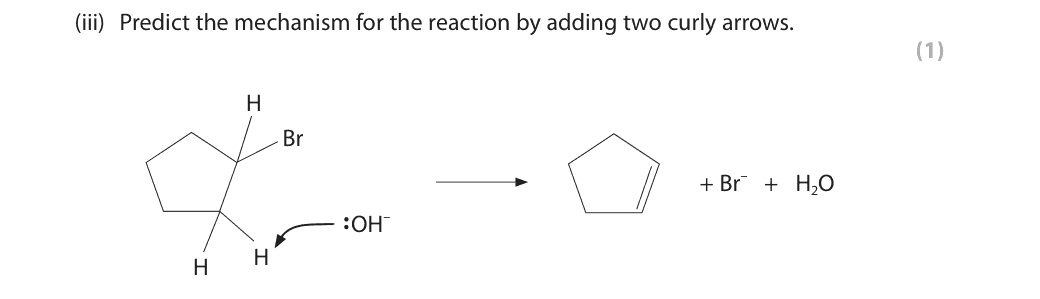 (iii) Predict the mechanism for the reaction by adding two curly arrows.
(1)
H
Br
+ Br⁻ + H₂O
:OH⁻
H
H